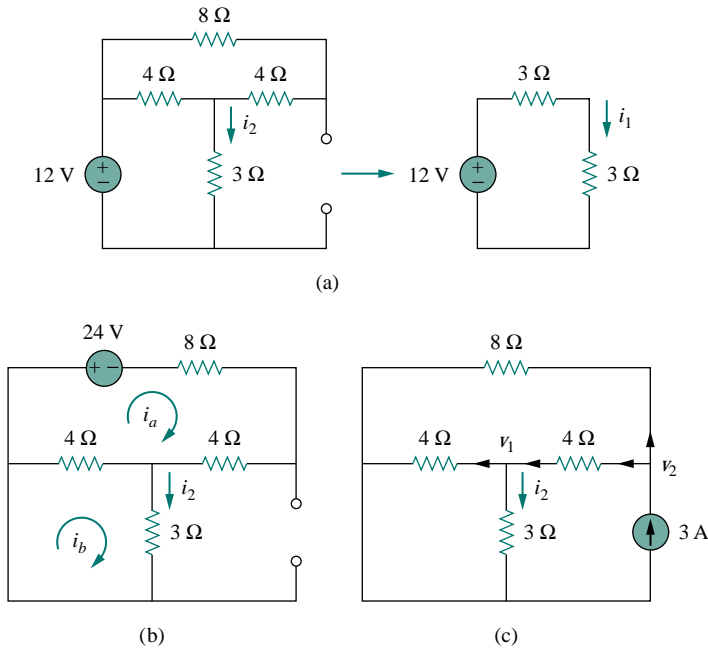 8 Ω
4 Ω 4 Ω 3 Ω
i2 i1
12 V + − 3 Ω 12 V + − 3 Ω
(a)
24 V
+ − 8 Ω 8 Ω
ia
4 Ω 4 Ω 4 Ω v1 4 Ω
i2 i2 v2
ib 3 Ω 3 Ω 3 A
(b) (c)